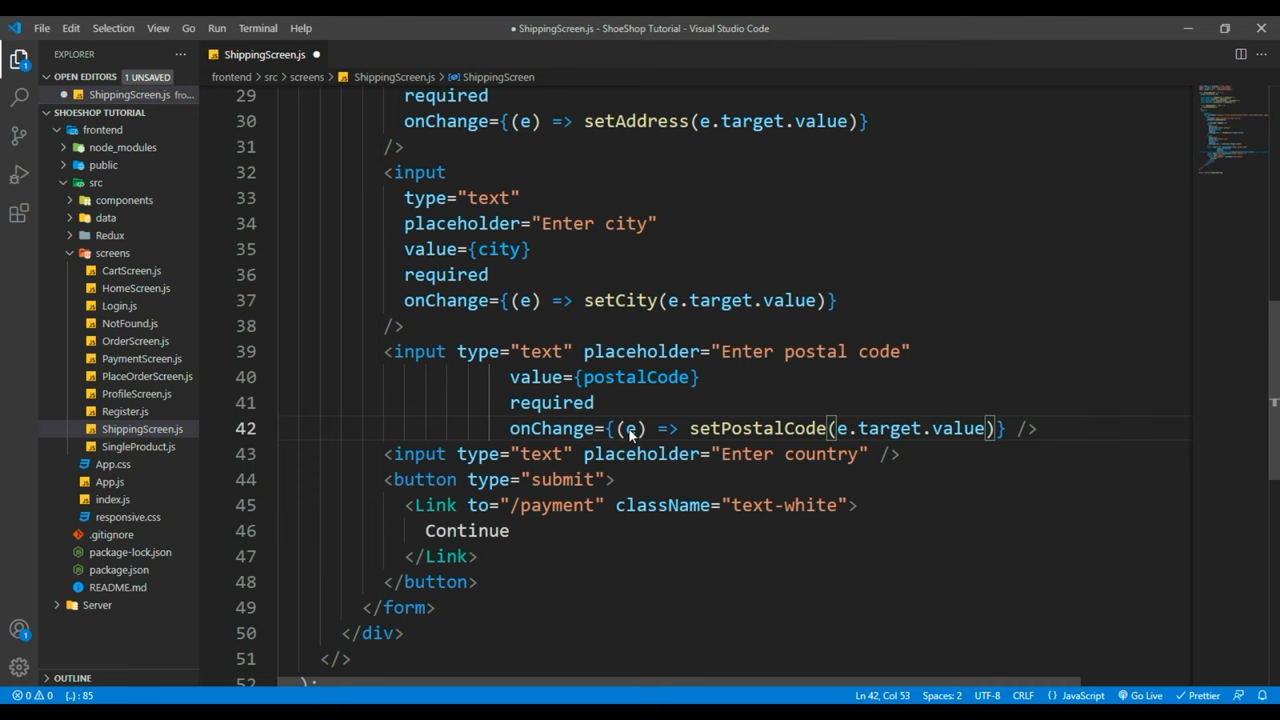 File Edit Selection View Go Run Terminal Help
● ShippingScreen.js - ShoeShop Tutorial - Visual Studio Code
EXPLORER
ShippingScreen.js
OPEN EDITORS 1 UNSAVED
ShippingScreen.js fro...
SHOESHOP TUTORIAL
frontend
node_modules
public
src
components
data
Redux
screens
CartScreen.js
HomeScreen.js
Login.js
NotFound.js
OrderScreen.js
PaymentScreen.js
PlaceOrderScreen.js
ProfileScreen.js
Register.js
ShippingScreen.js
SingleProduct.js
App.css
App.js
index.js
responsive.css
.gitignore
package-lock.json
package.json
README.md
Server
OUTLINE
frontend > src > screens > ShippingScreen.js > ShippingScreen
29 required
30 onChange={(e) => setAddress(e.target.value)}
31 />
32 <input
33 type="text"
34 placeholder="Enter city"
35 value={city}
36 required
37 onChange={(e) => setCity(e.target.value)}
38 />
39 <input type="text" placeholder="Enter postal code"
40 value={postalCode}
41 required
42 onChange={(e) => setPostalCode(e.target.value)} />
43 <input type="text" placeholder="Enter country" />
44 <button type="submit">
45 <Link to="/payment" className="text-white">
46 Continue
47 </Link>
48 </button>
49 </form>
50 </div>
51 </>
52 );
0 0 {..} : 85
Ln 42, Col 53 Spaces: 2 UTF-8 CRLF {} JavaScript Go Live Prettier